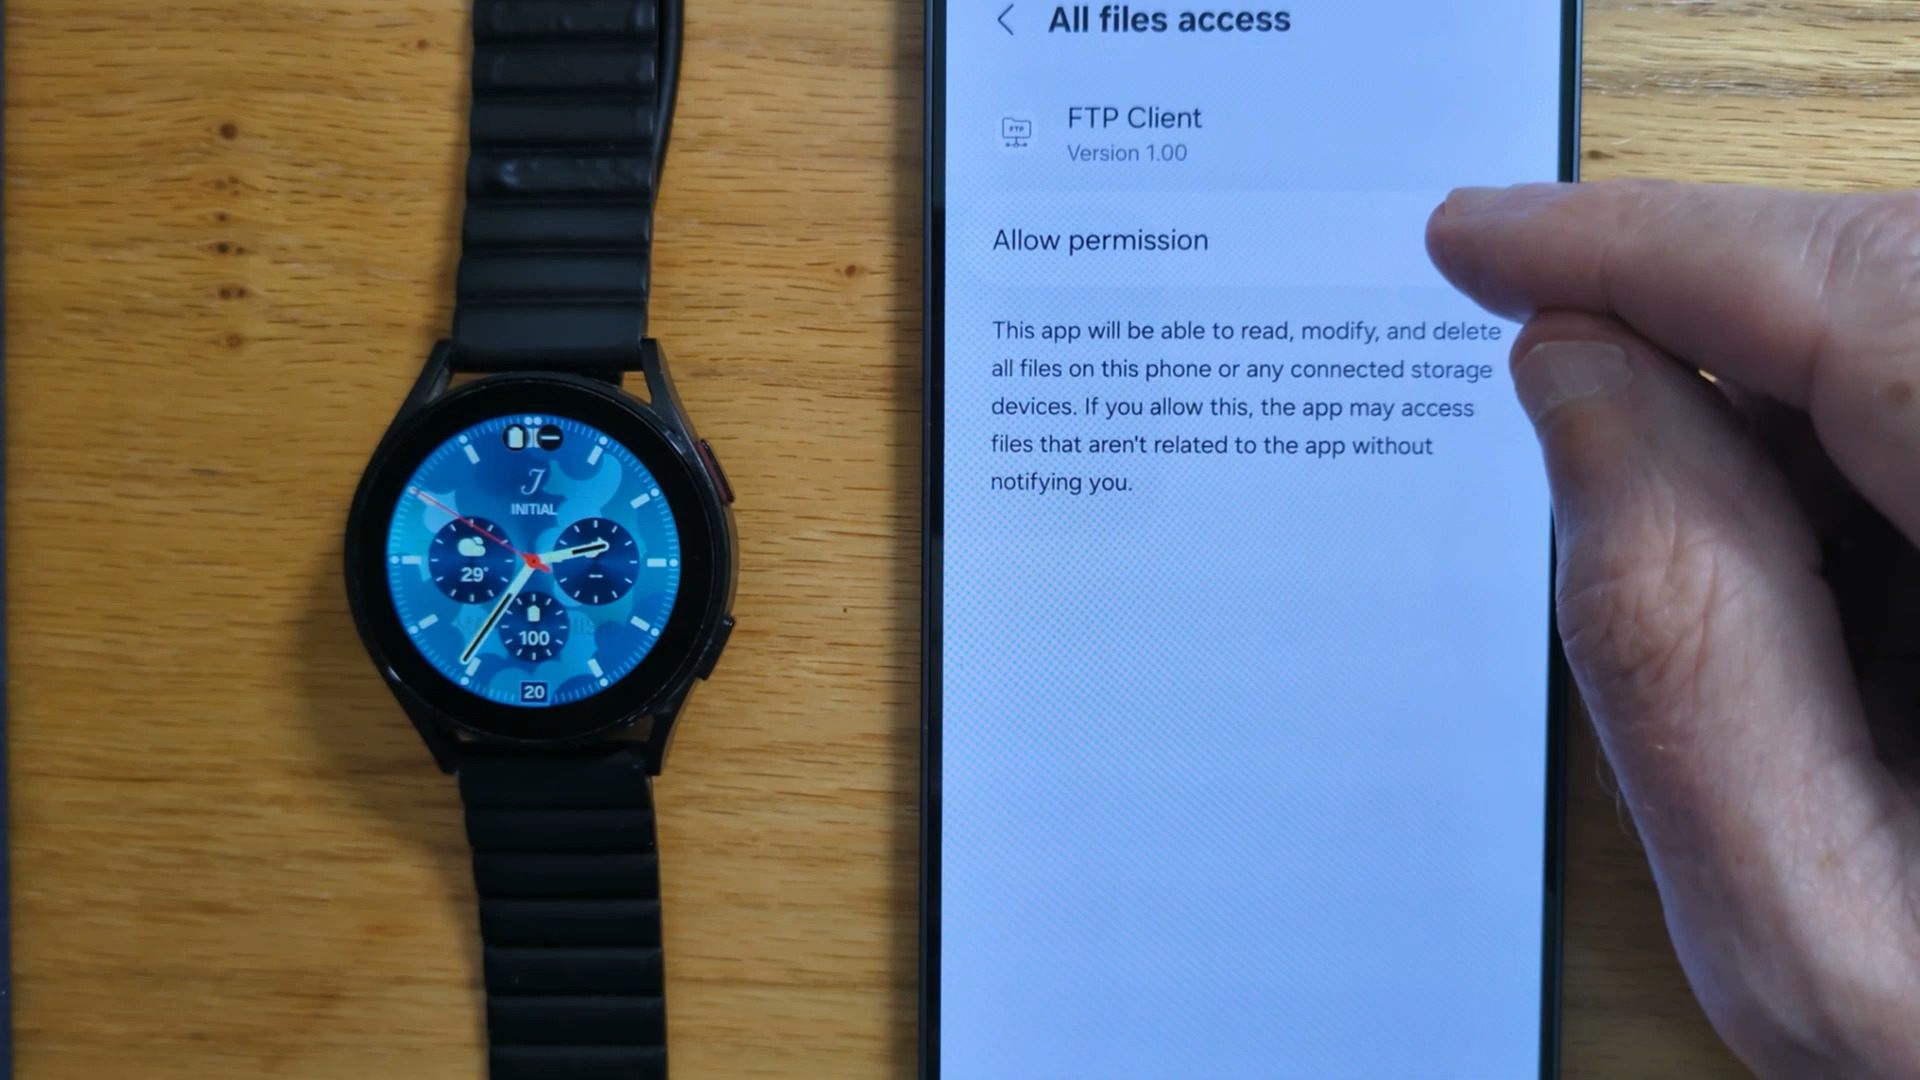 All files access
FTP
FTP Client
Version 1.00
Allow permission
This app will be able to read, modify, and delete
all files on this phone or any connected storage
devices. If you allow this, the app may access
files that aren't related to the app without
notifying you.
J
INITIAL
29°
--
100
20